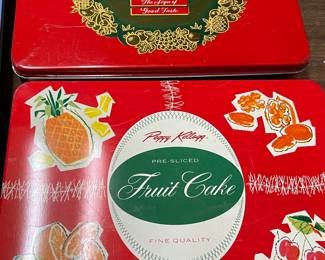 The Sign of
Good Taste
Peggy Kellogg
PRE-SLICED
Fruit Cake
FINE QUALITY